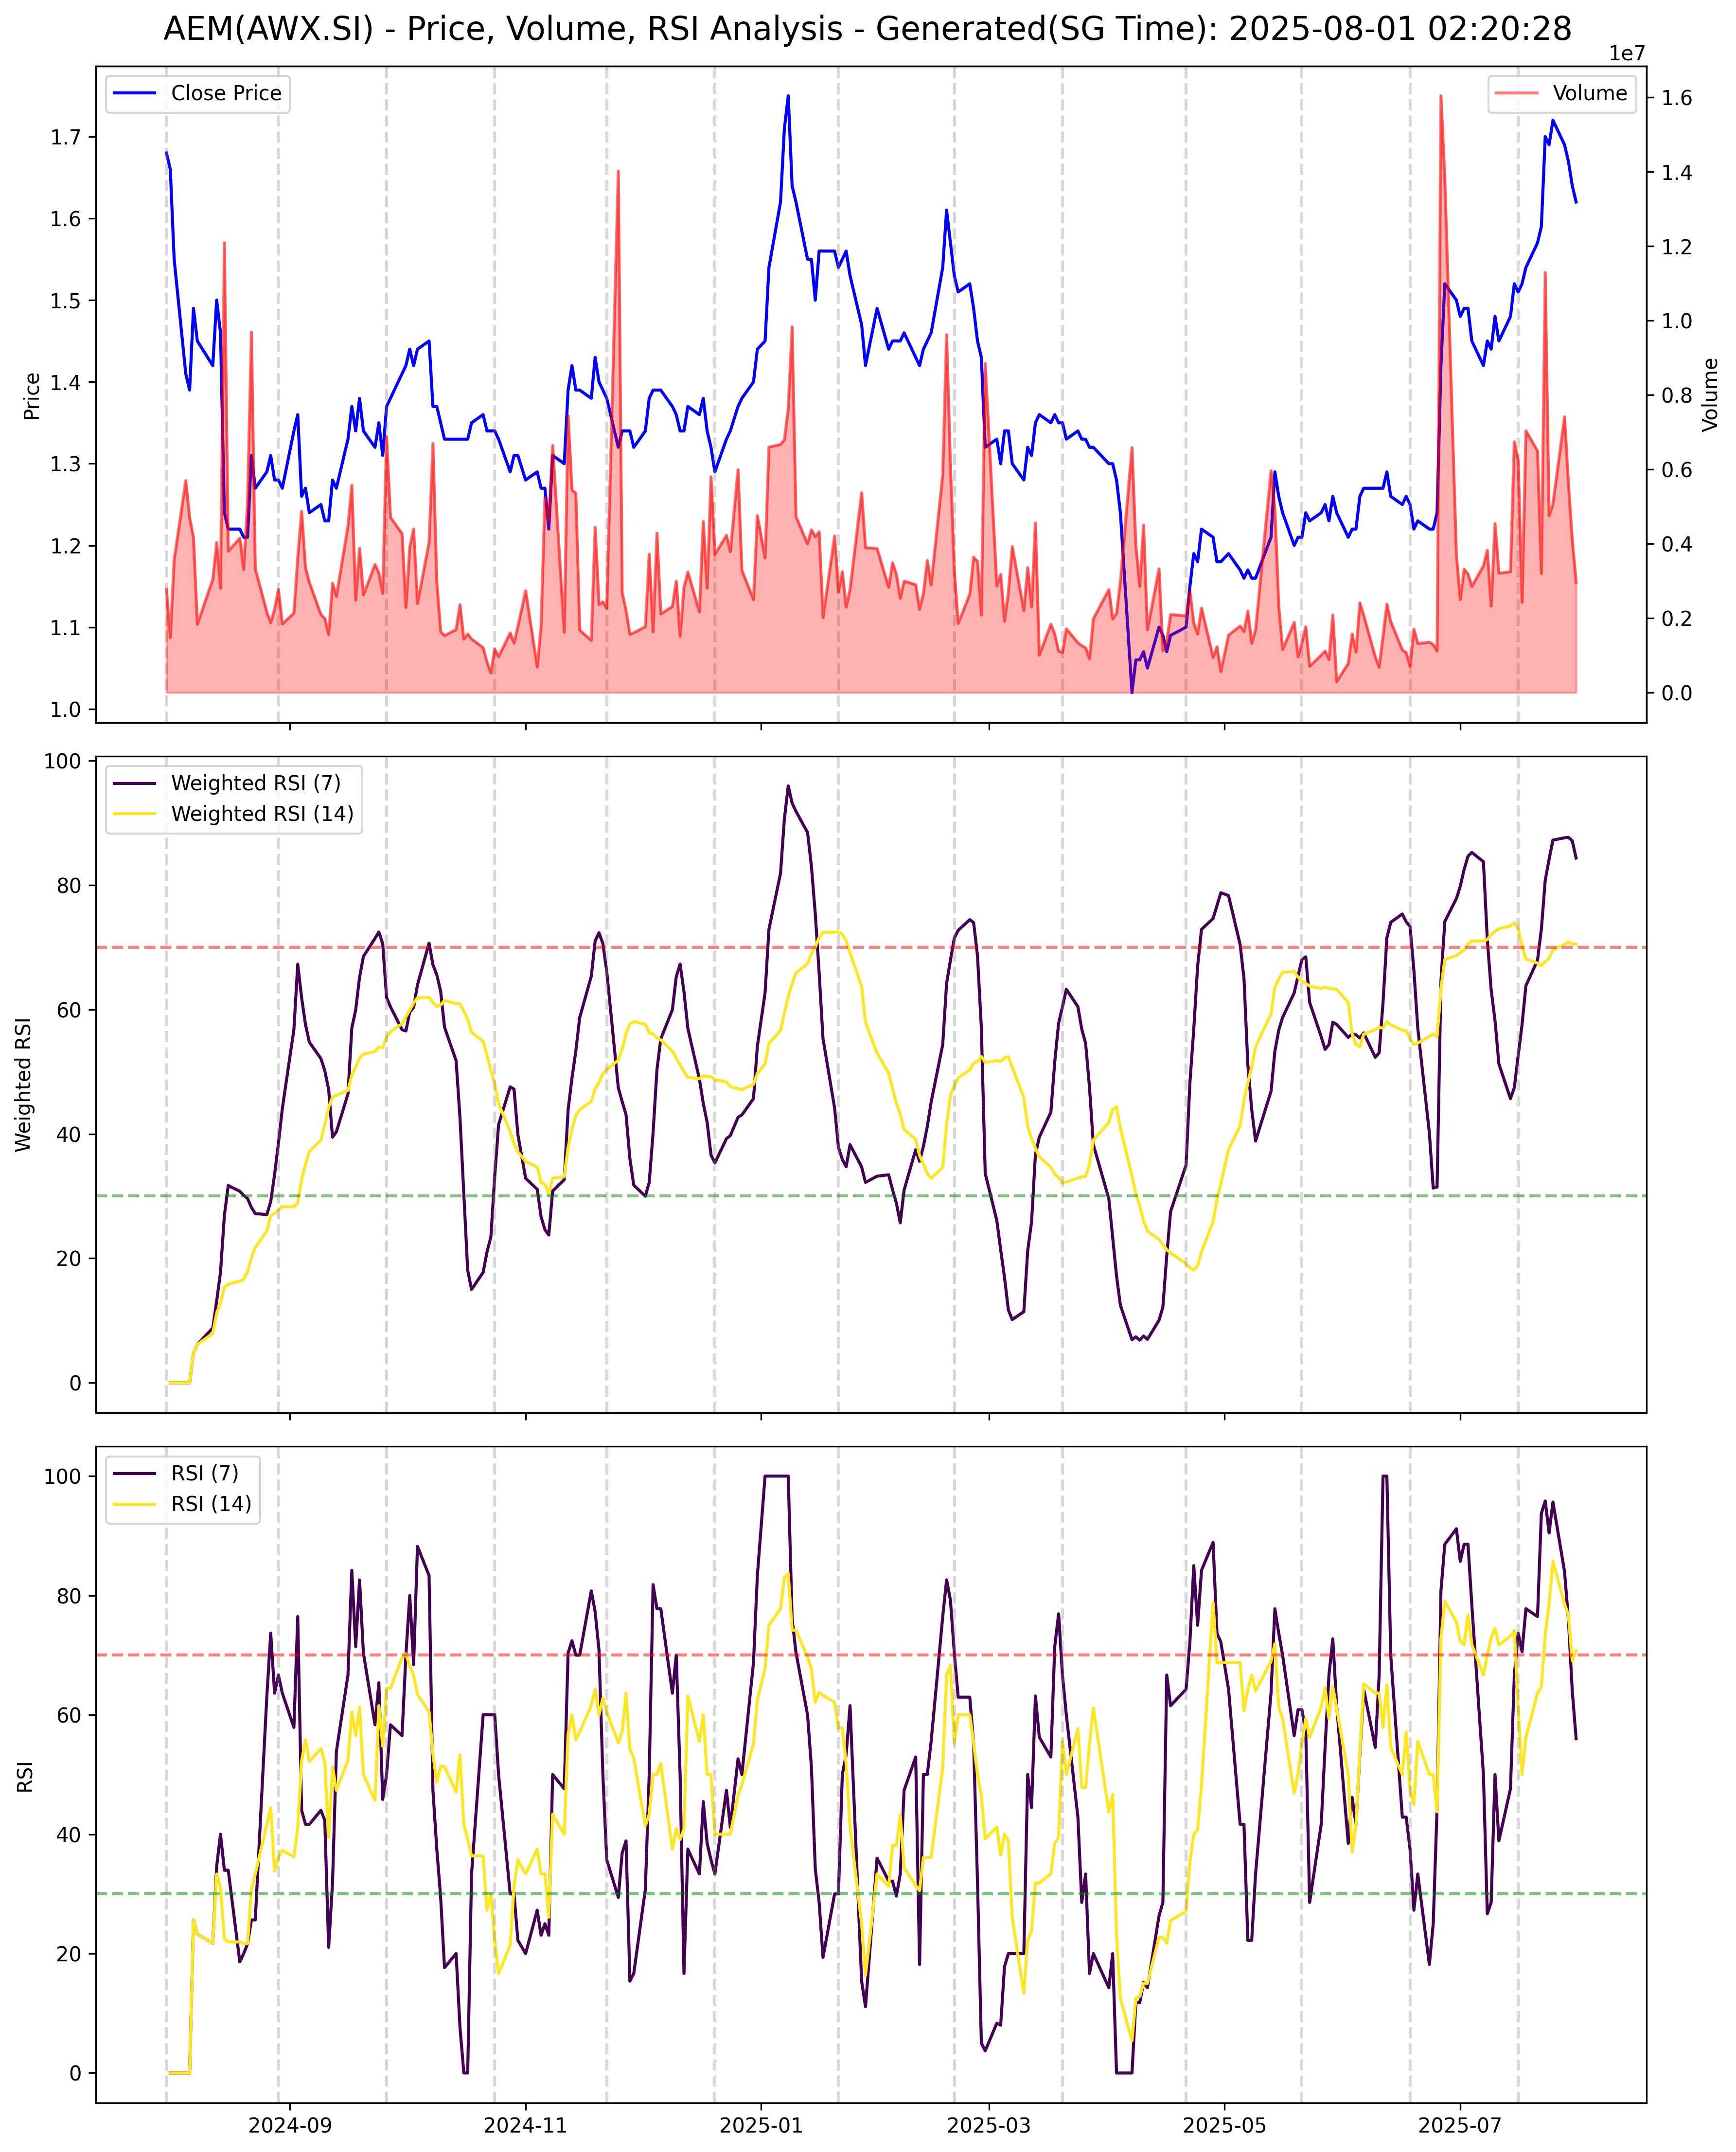 AEM(AWX.SI) - Price, Volume, RSI Analysis - Generated(SG Time): 2025-08-01 02:20:28
1e7
Close Price
Volume
1.7
1.6
1.5
1.4
1.3
1.2
1.1
1.0
Price
1.6
1.4
1.2
1.0
0.8
0.6
0.4
0.2
0.0
Volume
Weighted RSI (7)
Weighted RSI (14)
100
80
60
40
20
0
Weighted RSI
RSI (7)
RSI (14)
100
80
60
40
20
0
RSI
2024-09
2024-11
2025-01
2025-03
2025-05
2025-07